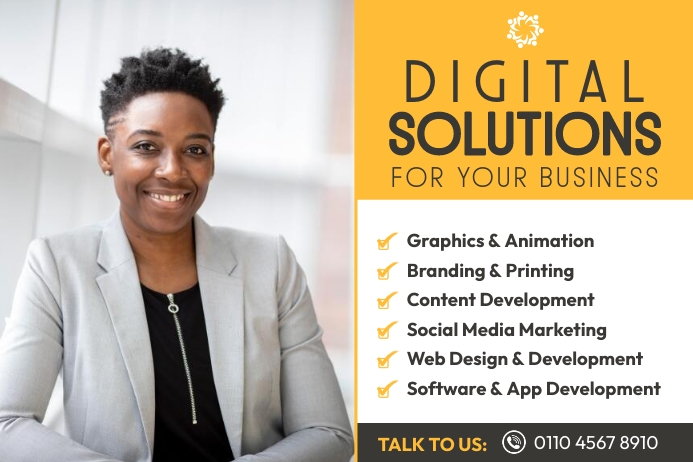 DIGITAL
SOLUTIONS
FOR YOUR BUSINESS
Graphics & Animation
Branding & Printing
Content Development
Social Media Marketing
Web Design & Development
Software & App Development
TALK TO US: 0110 4567 8910